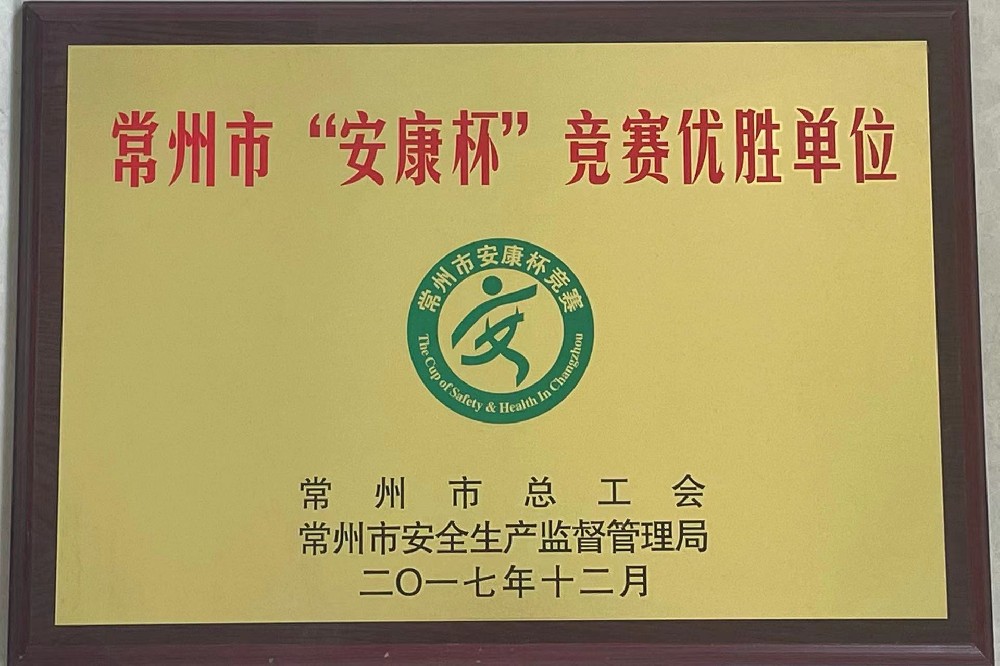 常州市“安康杯”竞赛优胜单位
常州市安康杯竞赛
The Cup of Safety & Health In Changzhou
常州市总工会
常州市安全生产监督管理局
二〇一七年十二月